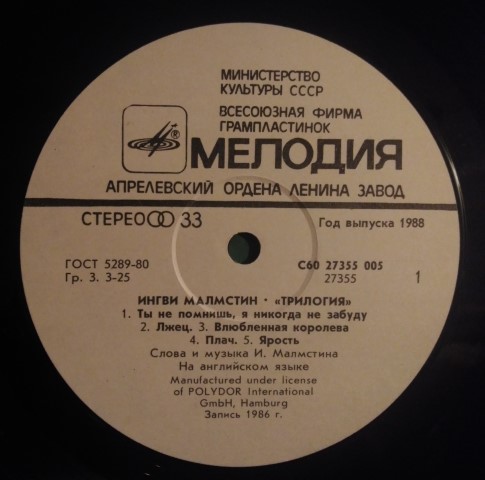 МИНИСТЕРСТВО
КУЛЬТУРЫ СССР
ВСЕСОЮЗНАЯ ФИРМА
ГРАМПЛАСТИНОК
®
МЕЛОДИЯ
АПРЕЛЕВСКИЙ ОРДЕНА ЛЕНИНА ЗАВОД
СТЕРЕО 33
Год выпуска 1988
ГОСТ 5289-80
Гр. 3. 3-25
С60 27355 005
27355
1
ИНГВИ МАЛМСТИН · «ТРИЛОГИЯ»
1. Ты не помнишь, я никогда не забуду
2. Лжец. 3. Влюбленная королева
4. Плач. 5. Ярость
Слова и музыка И. Малмстина
На английском языке
Manufactured under license
of POLYDOR International
GmbH, Hamburg
Запись 1986 г.